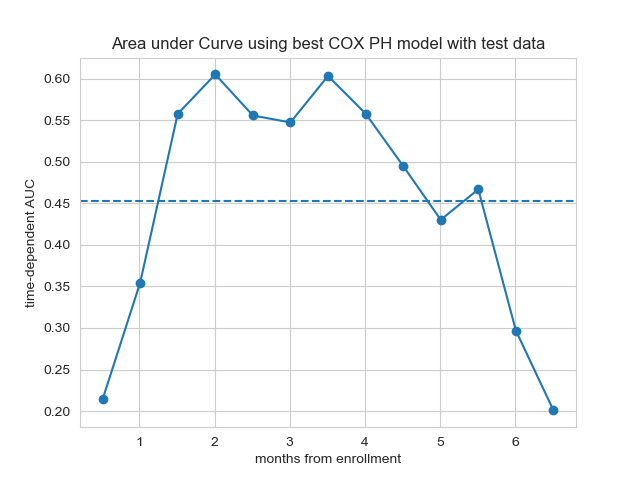 Area under Curve using best COX PH model with test data
time-dependent AUC
0.60
0.55
0.50
0.45
0.40
0.35
0.30
0.25
0.20
1 2 3 4 5 6
months from enrollment